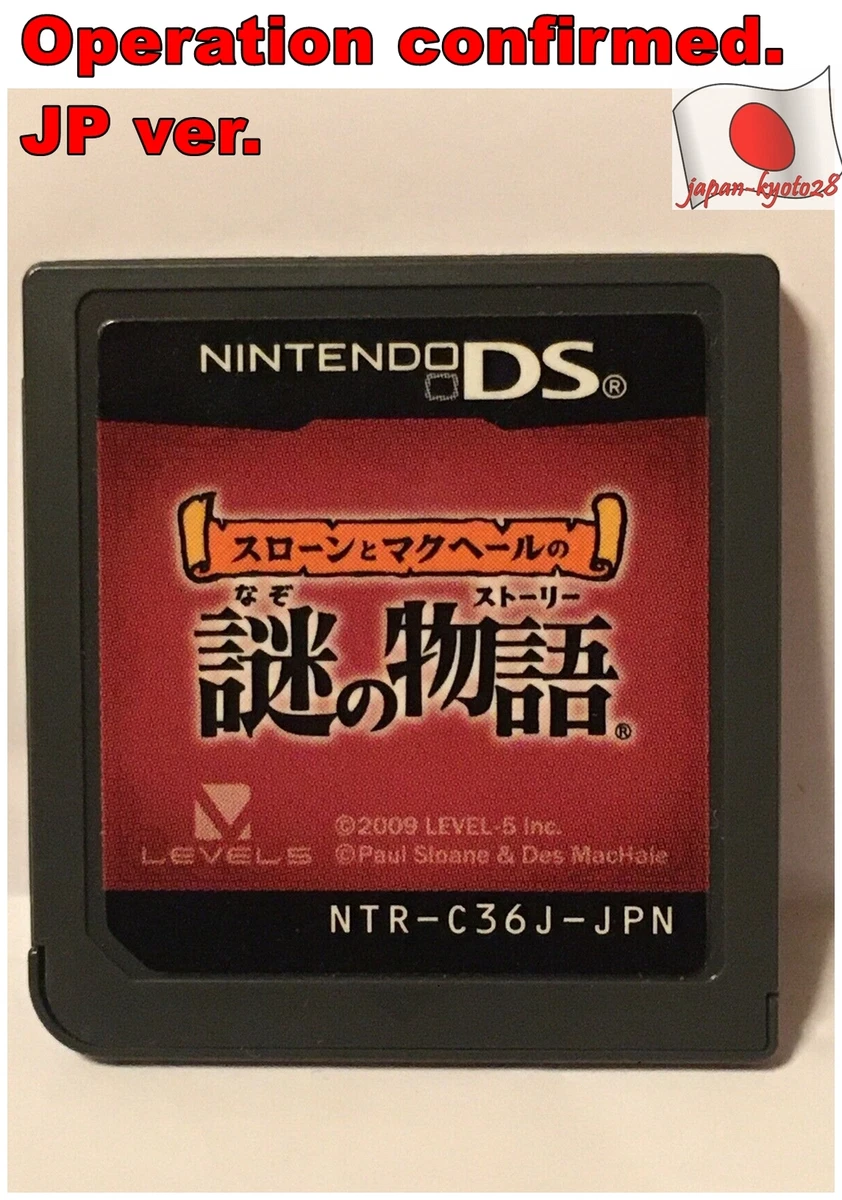 Operation confirmed.
JP ver.
japan-kyoto28
NINTENDO DS®
スローンとマクヘールの
なぞ ストーリー
謎の物語®
LEVEL5
©2009 LEVEL-5 Inc.
©Paul Sloane & Des MacHale
NTR-C36J-JPN